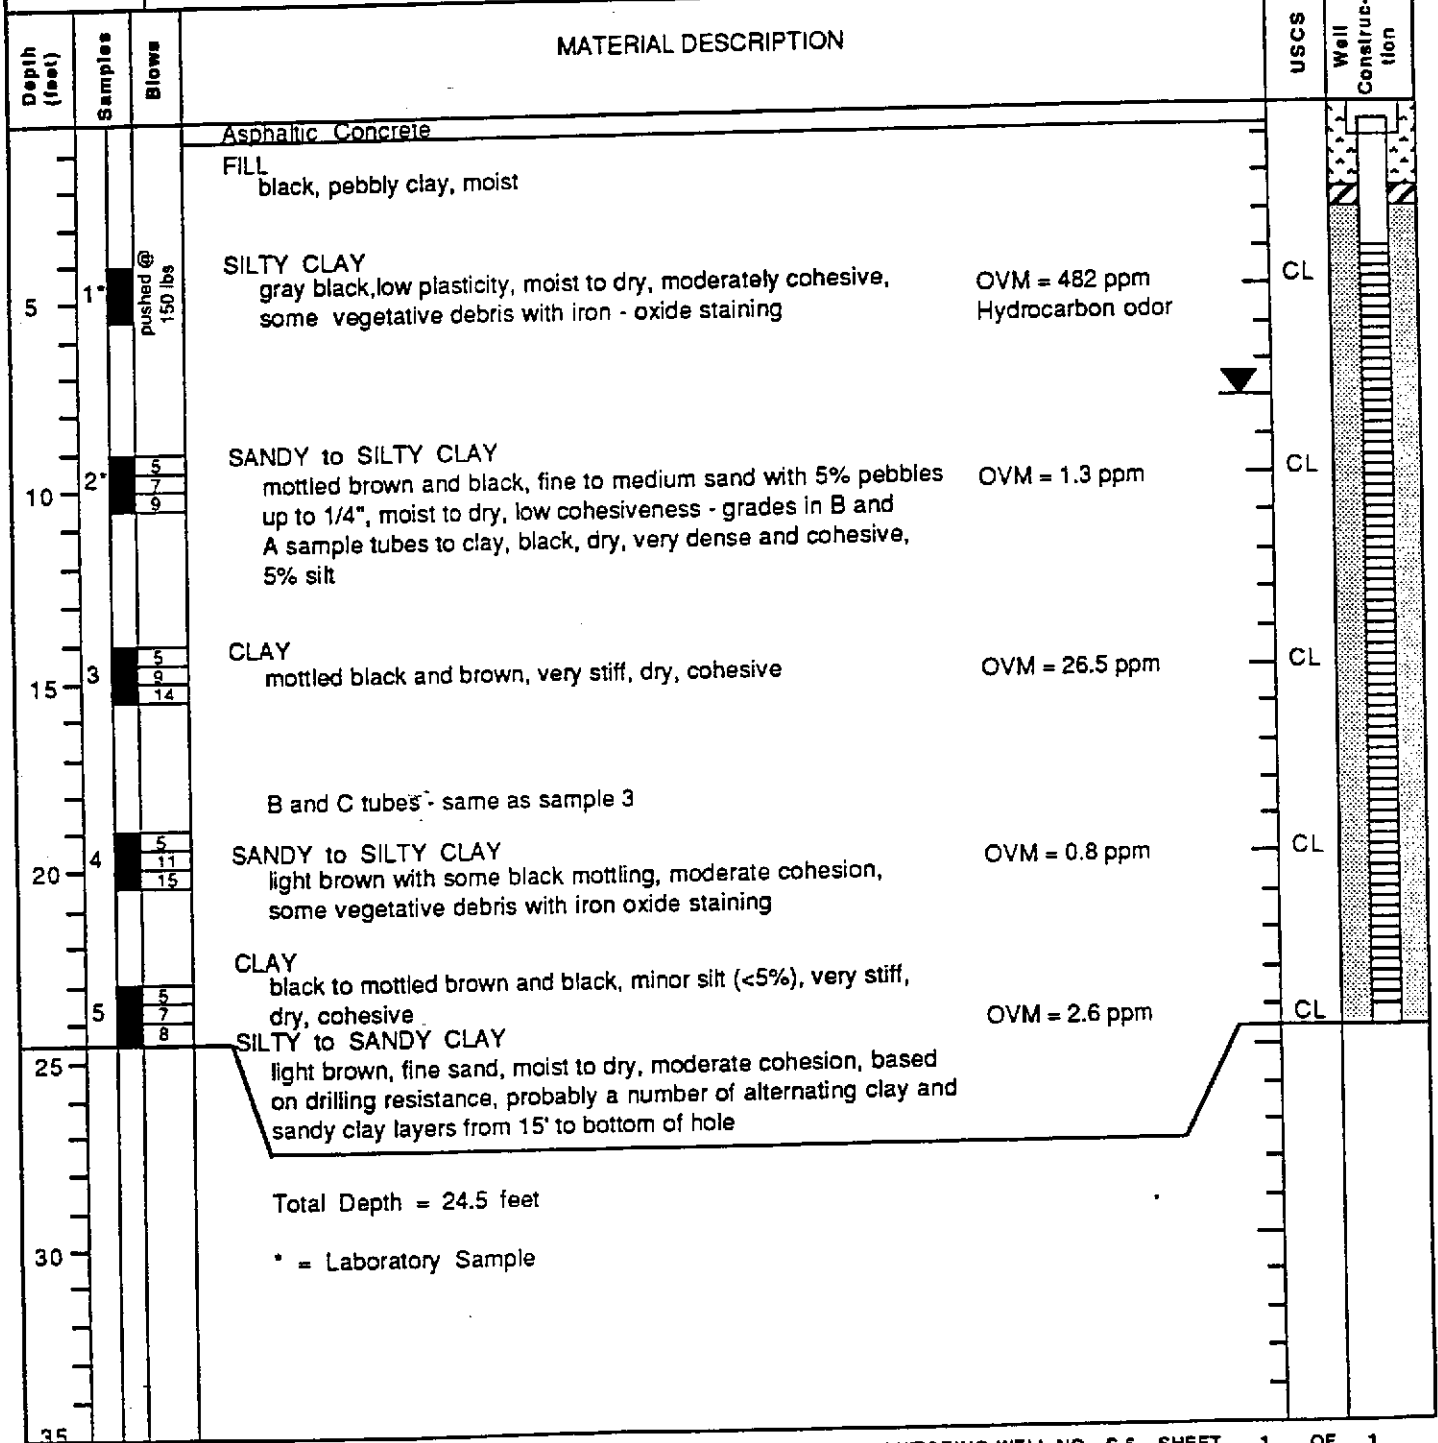 Depth (feet)
Samples
Blows
MATERIAL DESCRIPTION
USCS
Well Construc- tion
Asphaltic Concrete
FILL
black, pebbly clay, moist
pushed @ 150 lbs
SILTY CLAY
gray black,low plasticity, moist to dry, moderately cohesive,
some vegetative debris with iron - oxide staining
OVM = 482 ppm
Hydrocarbon odor
CL
5
1*
SANDY to SILTY CLAY
mottled brown and black, fine to medium sand with 5% pebbles
up to 1/4", moist to dry, low cohesiveness - grades in B and
A sample tubes to clay, black, dry, very dense and cohesive,
5% silt
OVM = 1.3 ppm
CL
10
2*
5
7
9
CLAY
mottled black and brown, very stiff, dry, cohesive
OVM = 26.5 ppm
CL
15
3
5
9
14
B and C tubes - same as sample 3
SANDY to SILTY CLAY
light brown with some black mottling, moderate cohesion,
some vegetative debris with iron oxide staining
OVM = 0.8 ppm
CL
20
4
5
11
15
CLAY
black to mottled brown and black, minor silt (<5%), very stiff,
dry, cohesive
OVM = 2.6 ppm
CL
5
5
7
8
SILTY to SANDY CLAY
light brown, fine sand, moist to dry, moderate cohesion, based
on drilling resistance, probably a number of alternating clay and
sandy clay layers from 15' to bottom of hole
25
Total Depth = 24.5 feet
* = Laboratory Sample
30
35
WELL NO. SHEET 1 OF 1